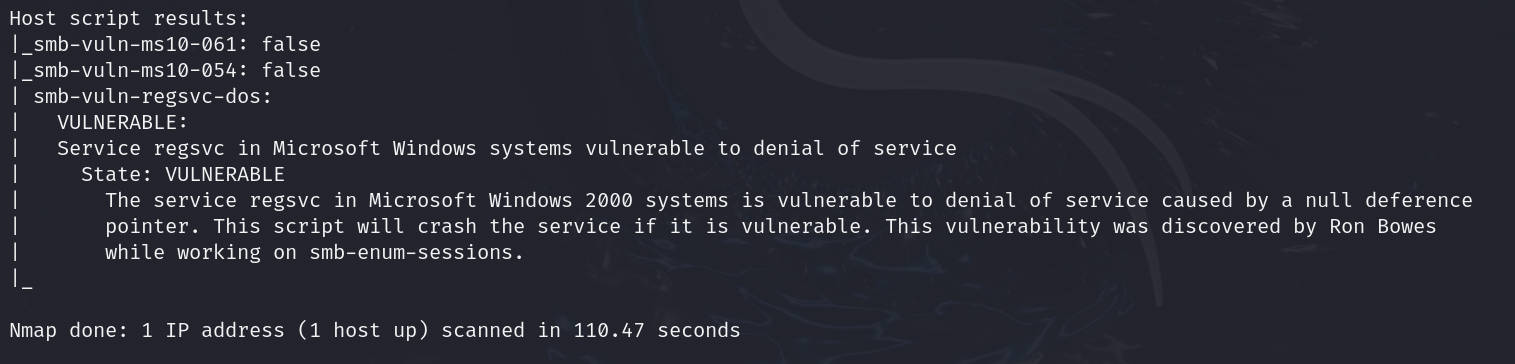 Host script results:
|_smb-vuln-ms10-061: false
|_smb-vuln-ms10-054: false
| smb-vuln-regsvc-dos:
|   VULNERABLE:
|   Service regsvc in Microsoft Windows systems vulnerable to denial of service
|     State: VULNERABLE
|       The service regsvc in Microsoft Windows 2000 systems is vulnerable to denial of service caused by a null deference
|       pointer. This script will crash the service if it is vulnerable. This vulnerability was discovered by Ron Bowes
|       while working on smb-enum-sessions.
|_
Nmap done: 1 IP address (1 host up) scanned in 110.47 seconds